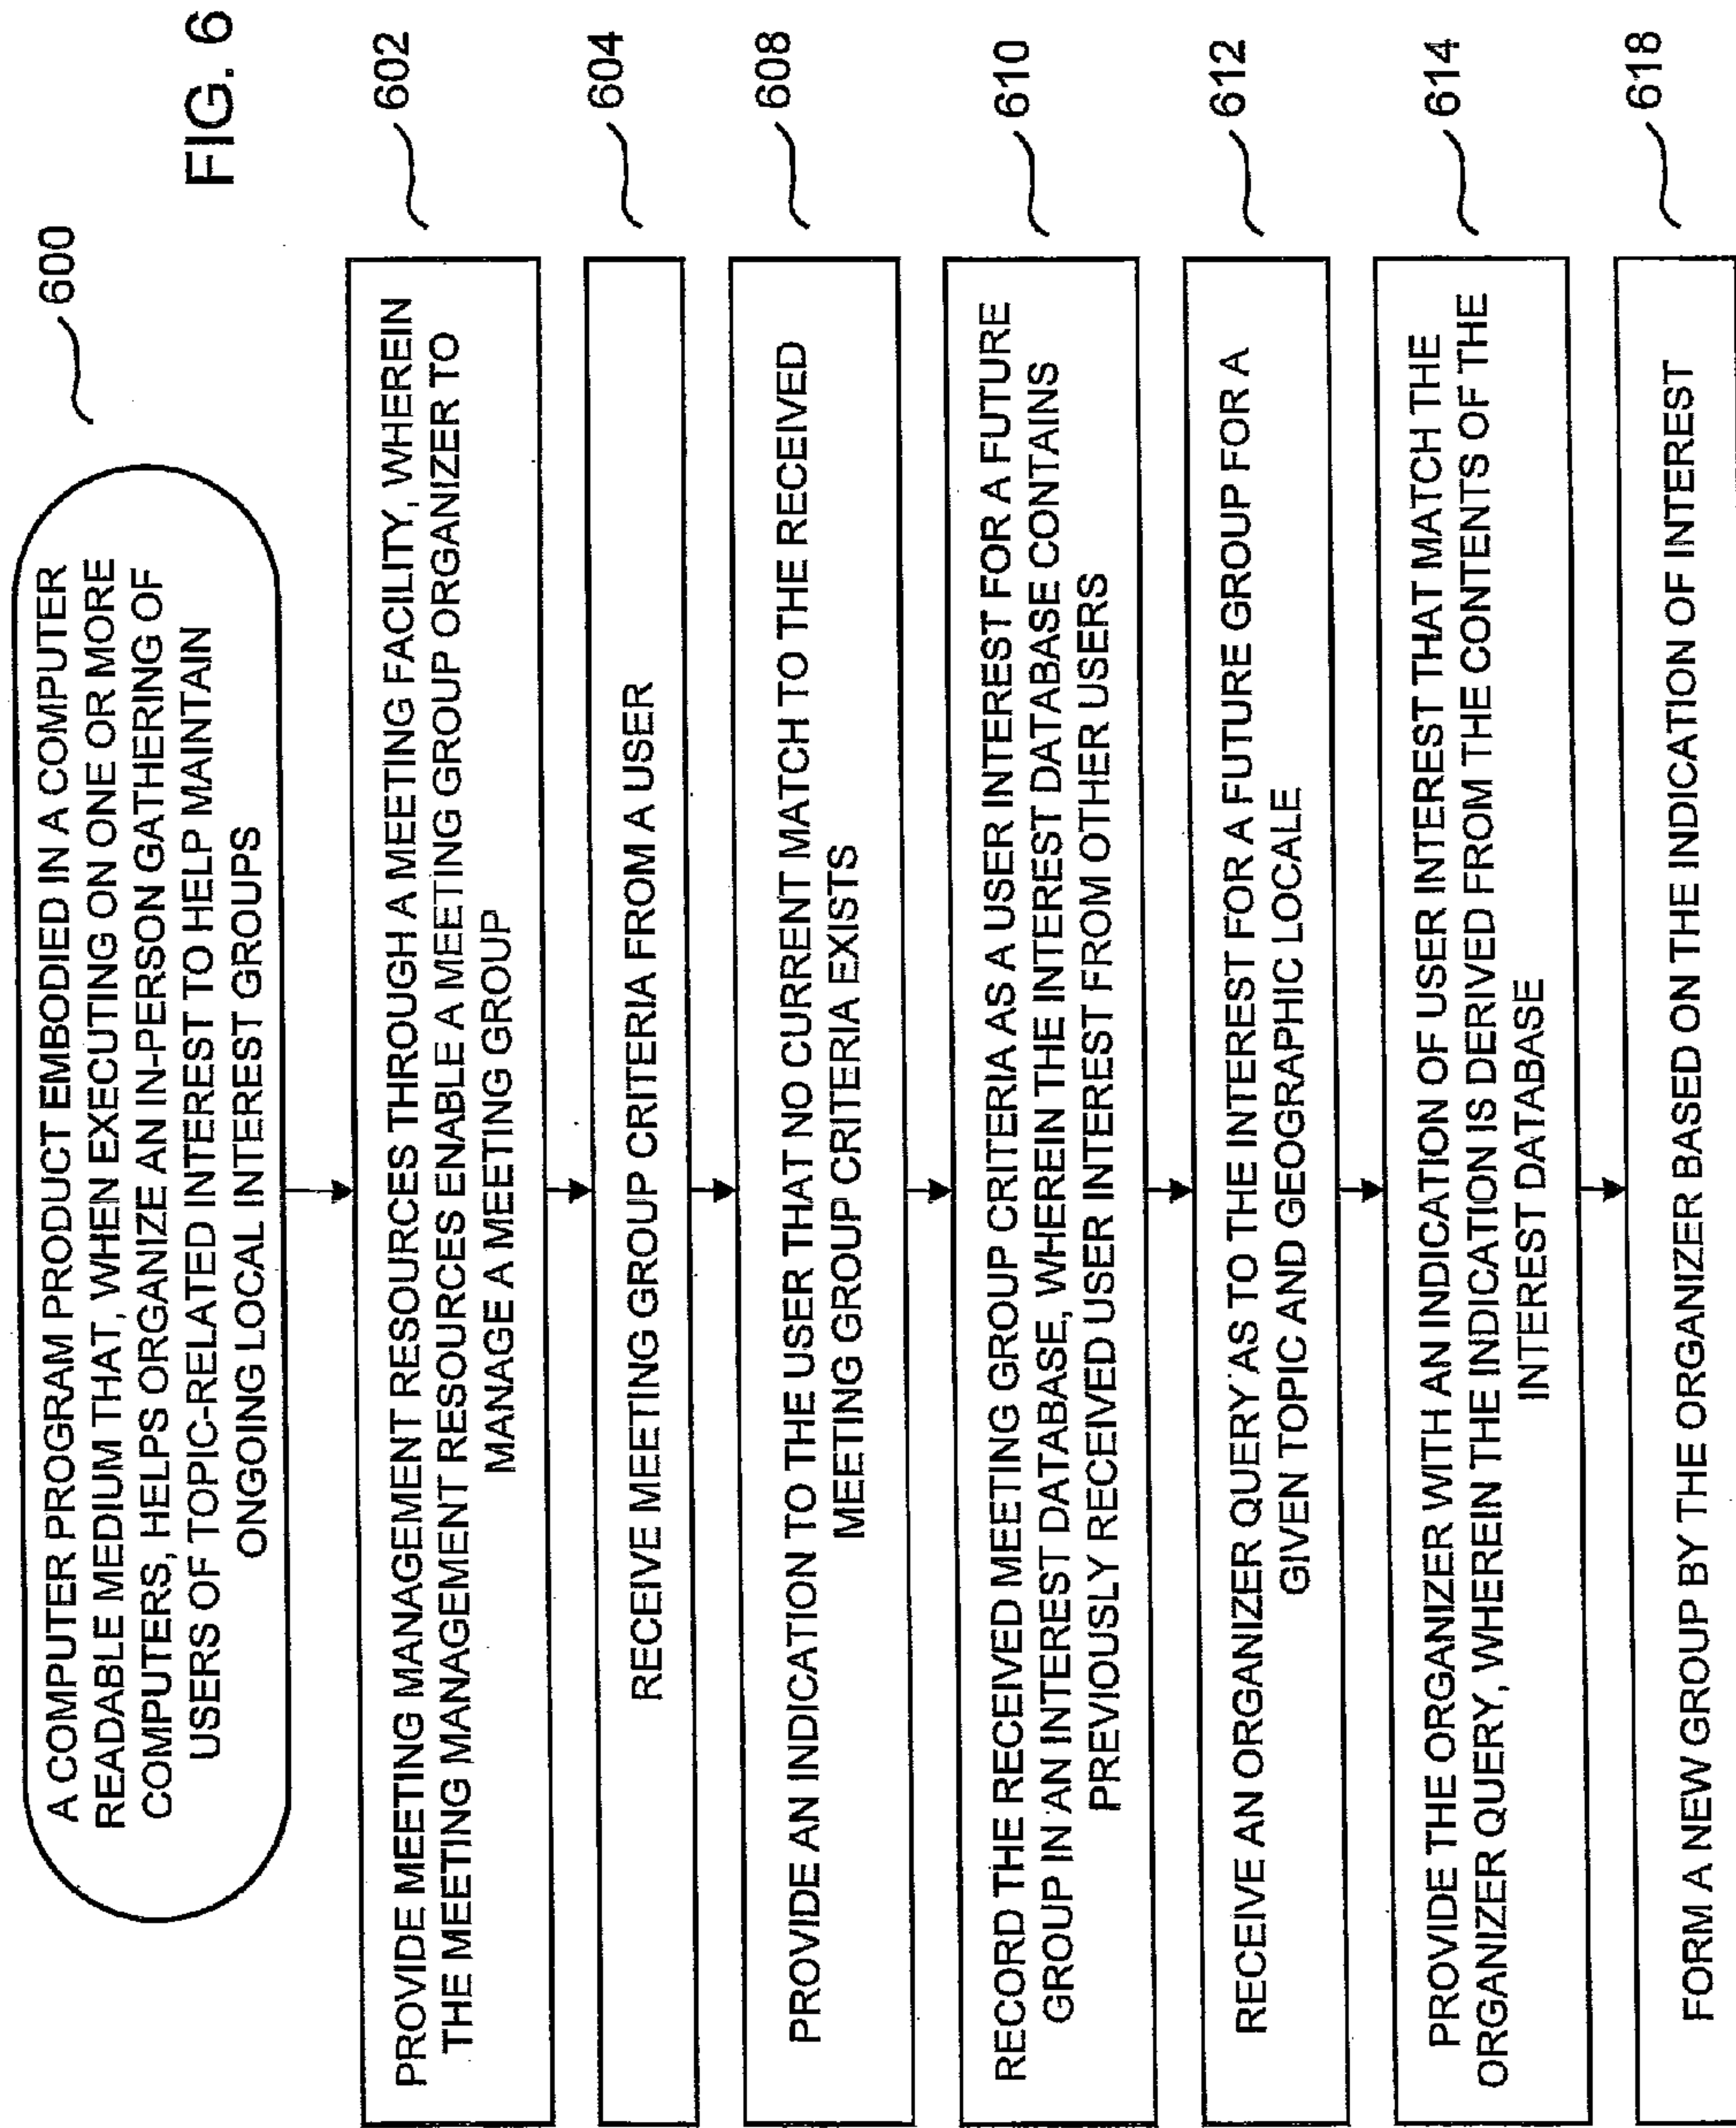 FIG. 6
600
A COMPUTER PROGRAM PRODUCT EMBODIED IN A COMPUTER
READABLE MEDIUM THAT, WHEN EXECUTING ON ONE OR MORE
COMPUTERS, HELPS ORGANIZE AN IN-PERSON GATHERING OF
USERS OF TOPIC-RELATED INTEREST TO HELP MAINTAIN
ONGOING LOCAL INTEREST GROUPS
602
PROVIDE MEETING MANAGEMENT RESOURCES THROUGH A MEETING FACILITY, WHEREIN
THE MEETING MANAGEMENT RESOURCES ENABLE A MEETING GROUP ORGANIZER TO
MANAGE A MEETING GROUP
604
RECEIVE MEETING GROUP CRITERIA FROM A USER
608
PROVIDE AN INDICATION TO THE USER THAT NO CURRENT MATCH TO THE RECEIVED
MEETING GROUP CRITERIA EXISTS
610
RECORD THE RECEIVED MEETING GROUP CRITERIA AS A USER INTEREST FOR A FUTURE
GROUP IN AN INTEREST DATABASE, WHEREIN THE INTEREST DATABASE CONTAINS
PREVIOUSLY RECEIVED USER INTEREST FROM OTHER USERS
612
RECEIVE AN ORGANIZER QUERY AS TO THE INTEREST FOR A FUTURE GROUP FOR A
GIVEN TOPIC AND GEOGRAPHIC LOCALE
614
PROVIDE THE ORGANIZER WITH AN INDICATION OF USER INTEREST THAT MATCH THE
ORGANIZER QUERY, WHEREIN THE INDICATION IS DERIVED FROM THE CONTENTS OF THE
INTEREST DATABASE
618
FORM A NEW GROUP BY THE ORGANIZER BASED ON THE INDICATION OF INTEREST